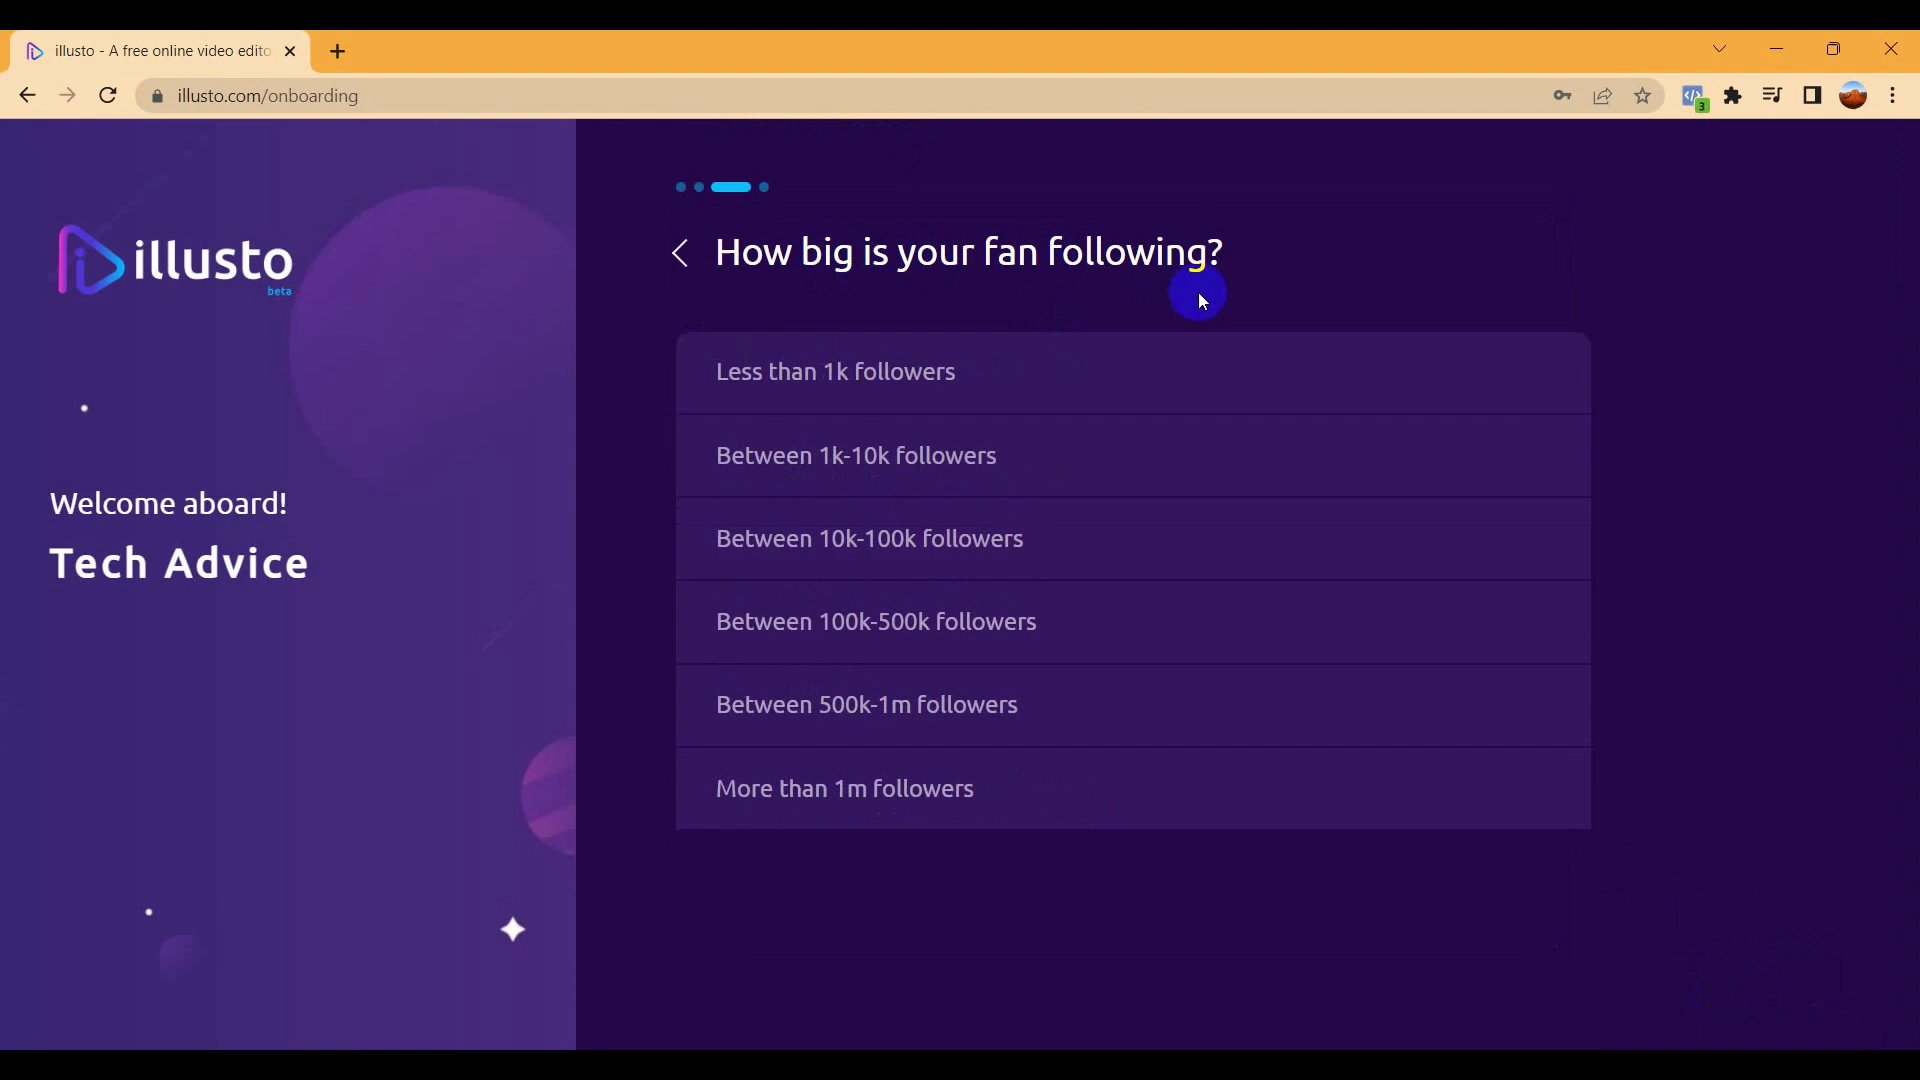 illusto - A free online video edito
illusto.com/onboarding
3
illusto
beta
Welcome aboard!
Tech Advice
How big is your fan following?
Less than 1k followers
Between 1k-10k followers
Between 10k-100k followers
Between 100k-500k followers
Between 500k-1m followers
More than 1m followers